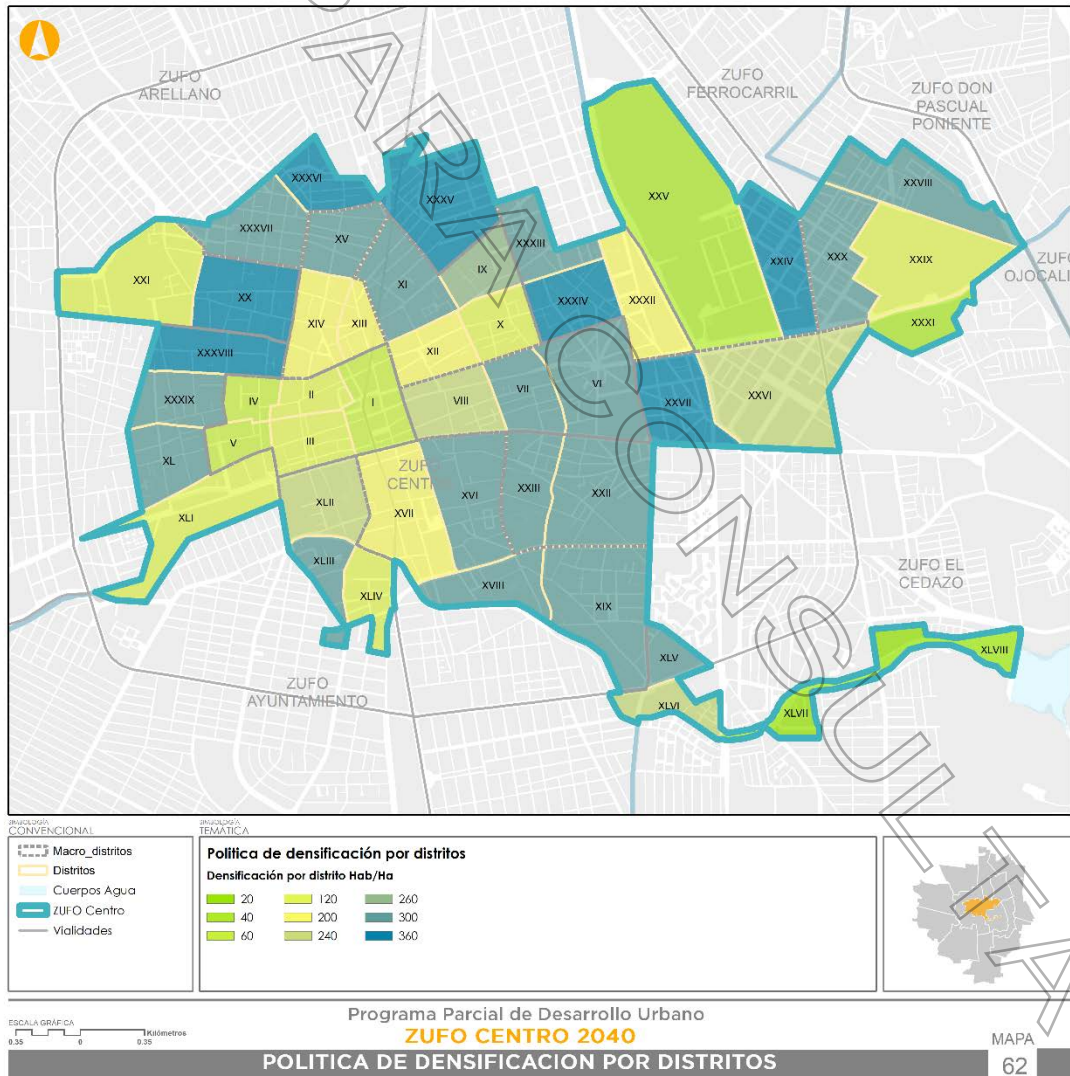 ZUFO
ARELLANO
ZUFO
FERROCARRIL
ZUFO DON
PASCUAL
PONIENTE
XXXVI
XXXV
XXV
XXVIII
XXXVII
XV
XXXIII
XXIV
XXX
XXIX
ZUFO
OJOCALI
XI
IX
XXI
XX
XXXIV
XXXII
XXXI
XIV
XIII
X
XII
XXXVIII
VII
VI
XXVII
XXVI
XXXIX
IV
II
I
VIII
V
III
XL
ZUFO
CENTRO
XLII
XVII
XVI
XXIII
XXII
XLI
XLIII
XLIV
XVIII
XIX
ZUFO EL
CEDAZO
XLV
XLVIII
XLVI
XLVII
ZUFO
AYUNTAMIENTO
PARA CONSULTA
SIMBOLOGÍA
CONVENCIONAL
Macro_distritos
Distritos
Cuerpos Agua
ZUFO Centro
Vialidades
SIMBOLOGÍA
TEMÁTICA
Politica de densificación por distritos
Densificación por distrito Hab/Ha
20 120 260
40 200 300
60 240 360
ESCALA GRÁFICA
0.35 0 0.35 Kilómetros
Programa Parcial de Desarrollo Urbano
ZUFO CENTRO 2040
POLITICA DE DENSIFICACION POR DISTRITOS
MAPA
62